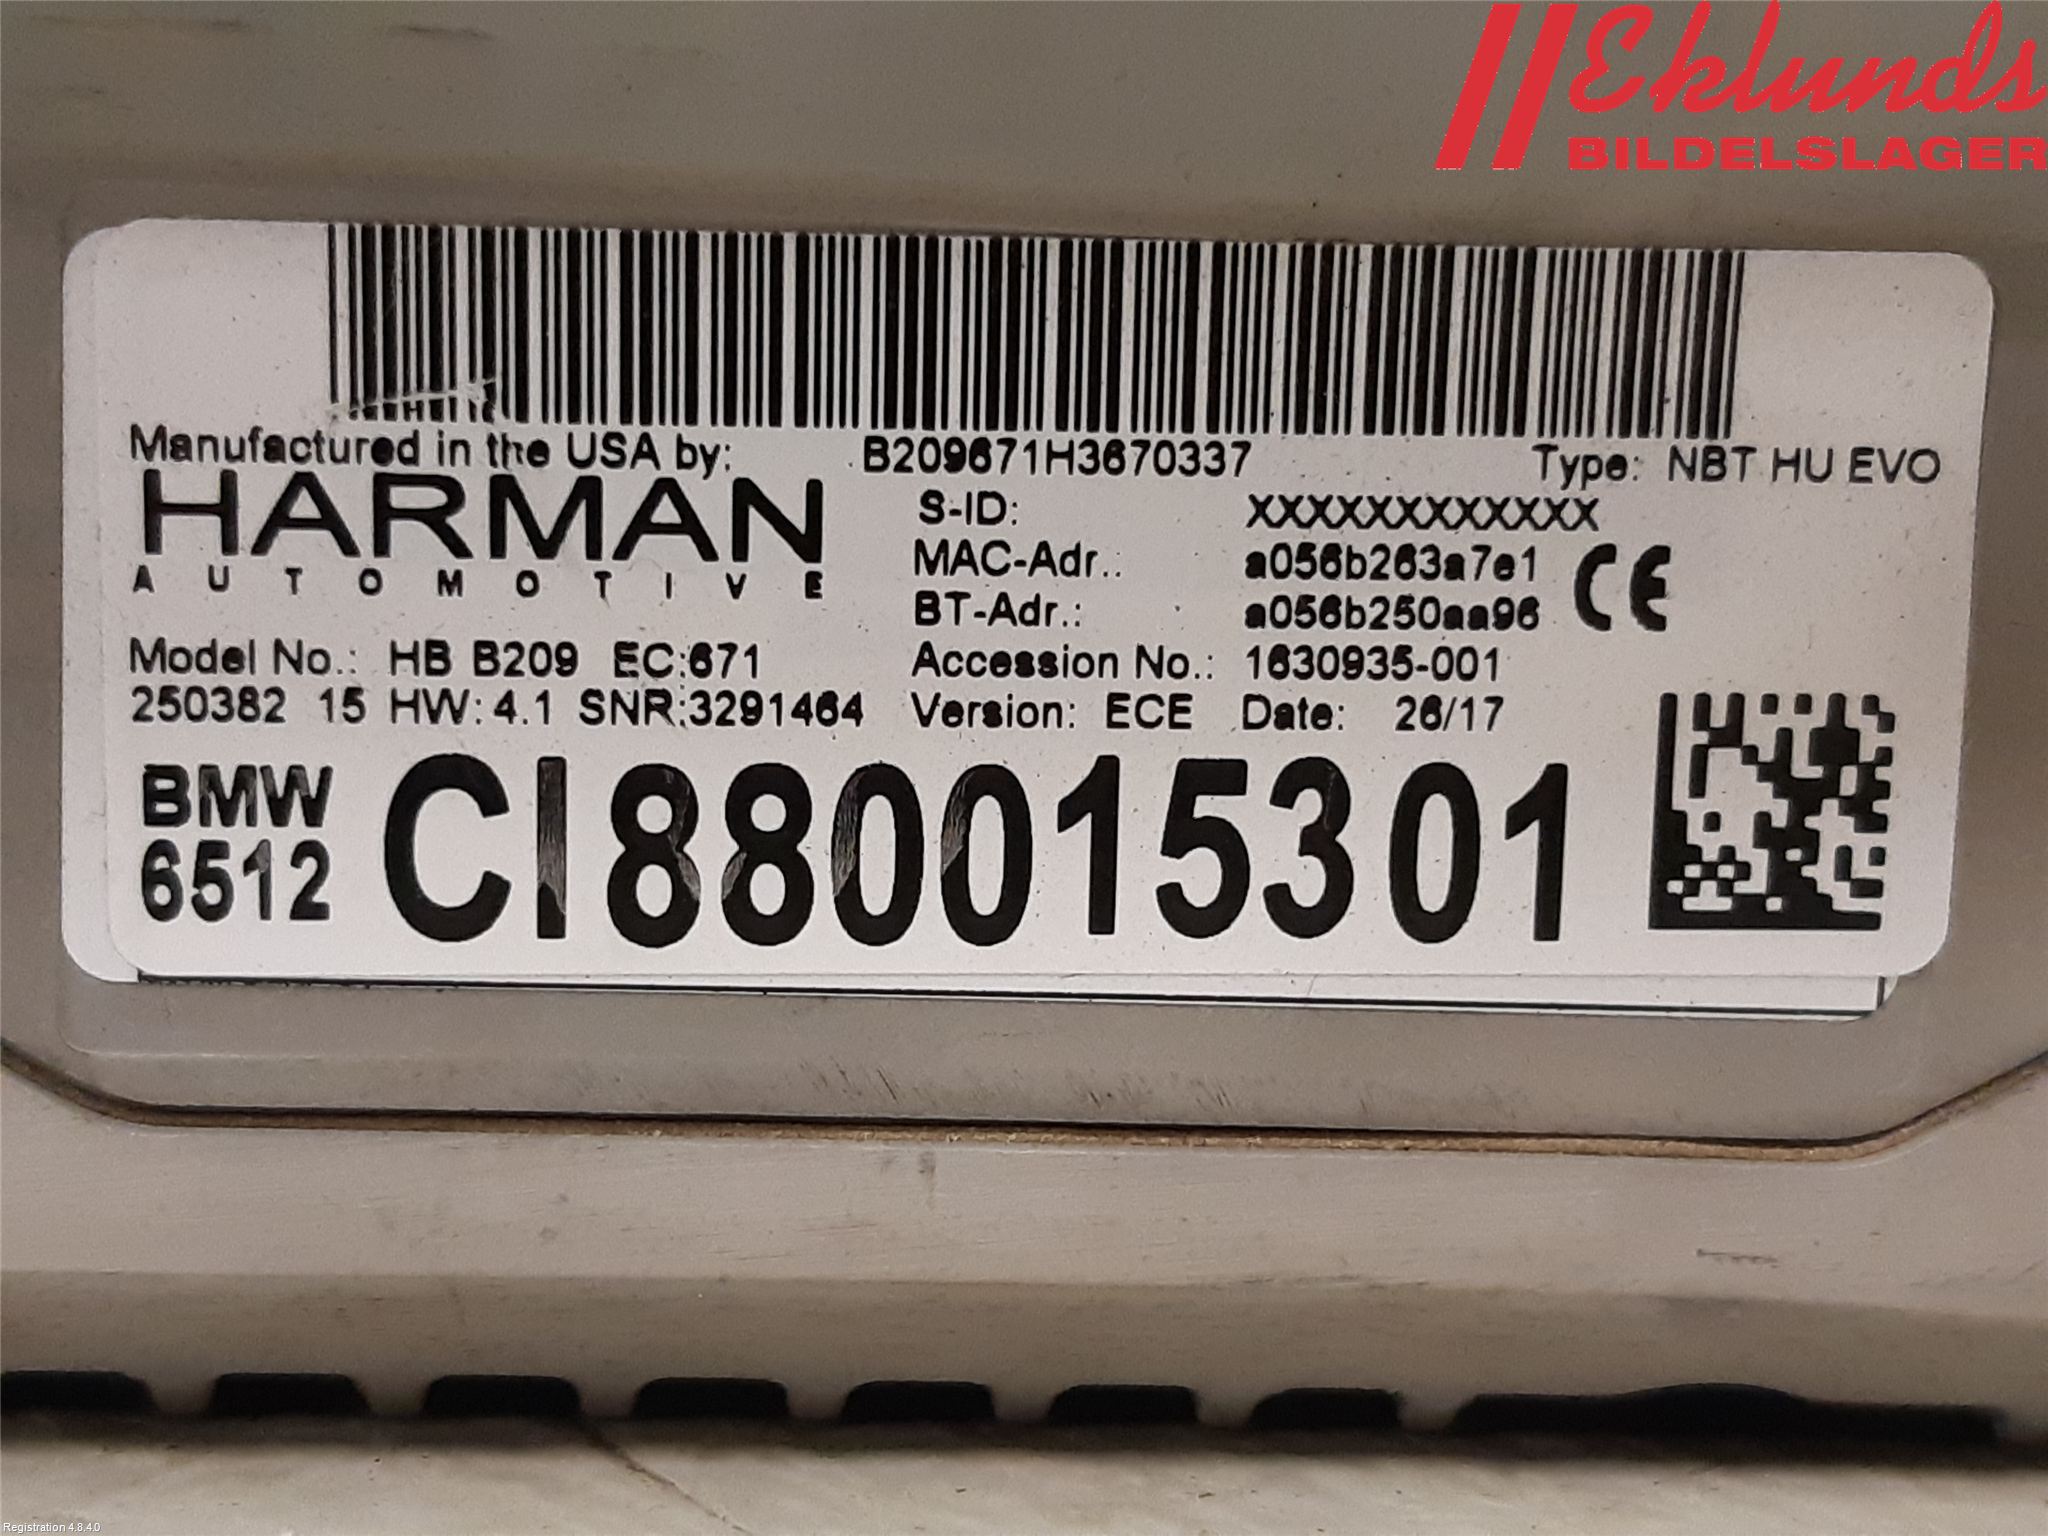 Eklunds
BILDELSLAGER
Manufactured in the USA by: B209671H3670337 Type: NBT HU EVO
HARMAN
AUTOMOTIVE
S-ID: XXXXXXXXXXXX
MAC-Adr.: a056b263a7e1 CE
BT-Adr.: a056b250aa96
Model No.: HB B209 EC:671 Accession No.: 1630935-001
250382 15 HW: 4.1 SNR:3291464 Version: ECE Date: 26/17
BMW
6512 CI880015301
Registration 4.8.4.0